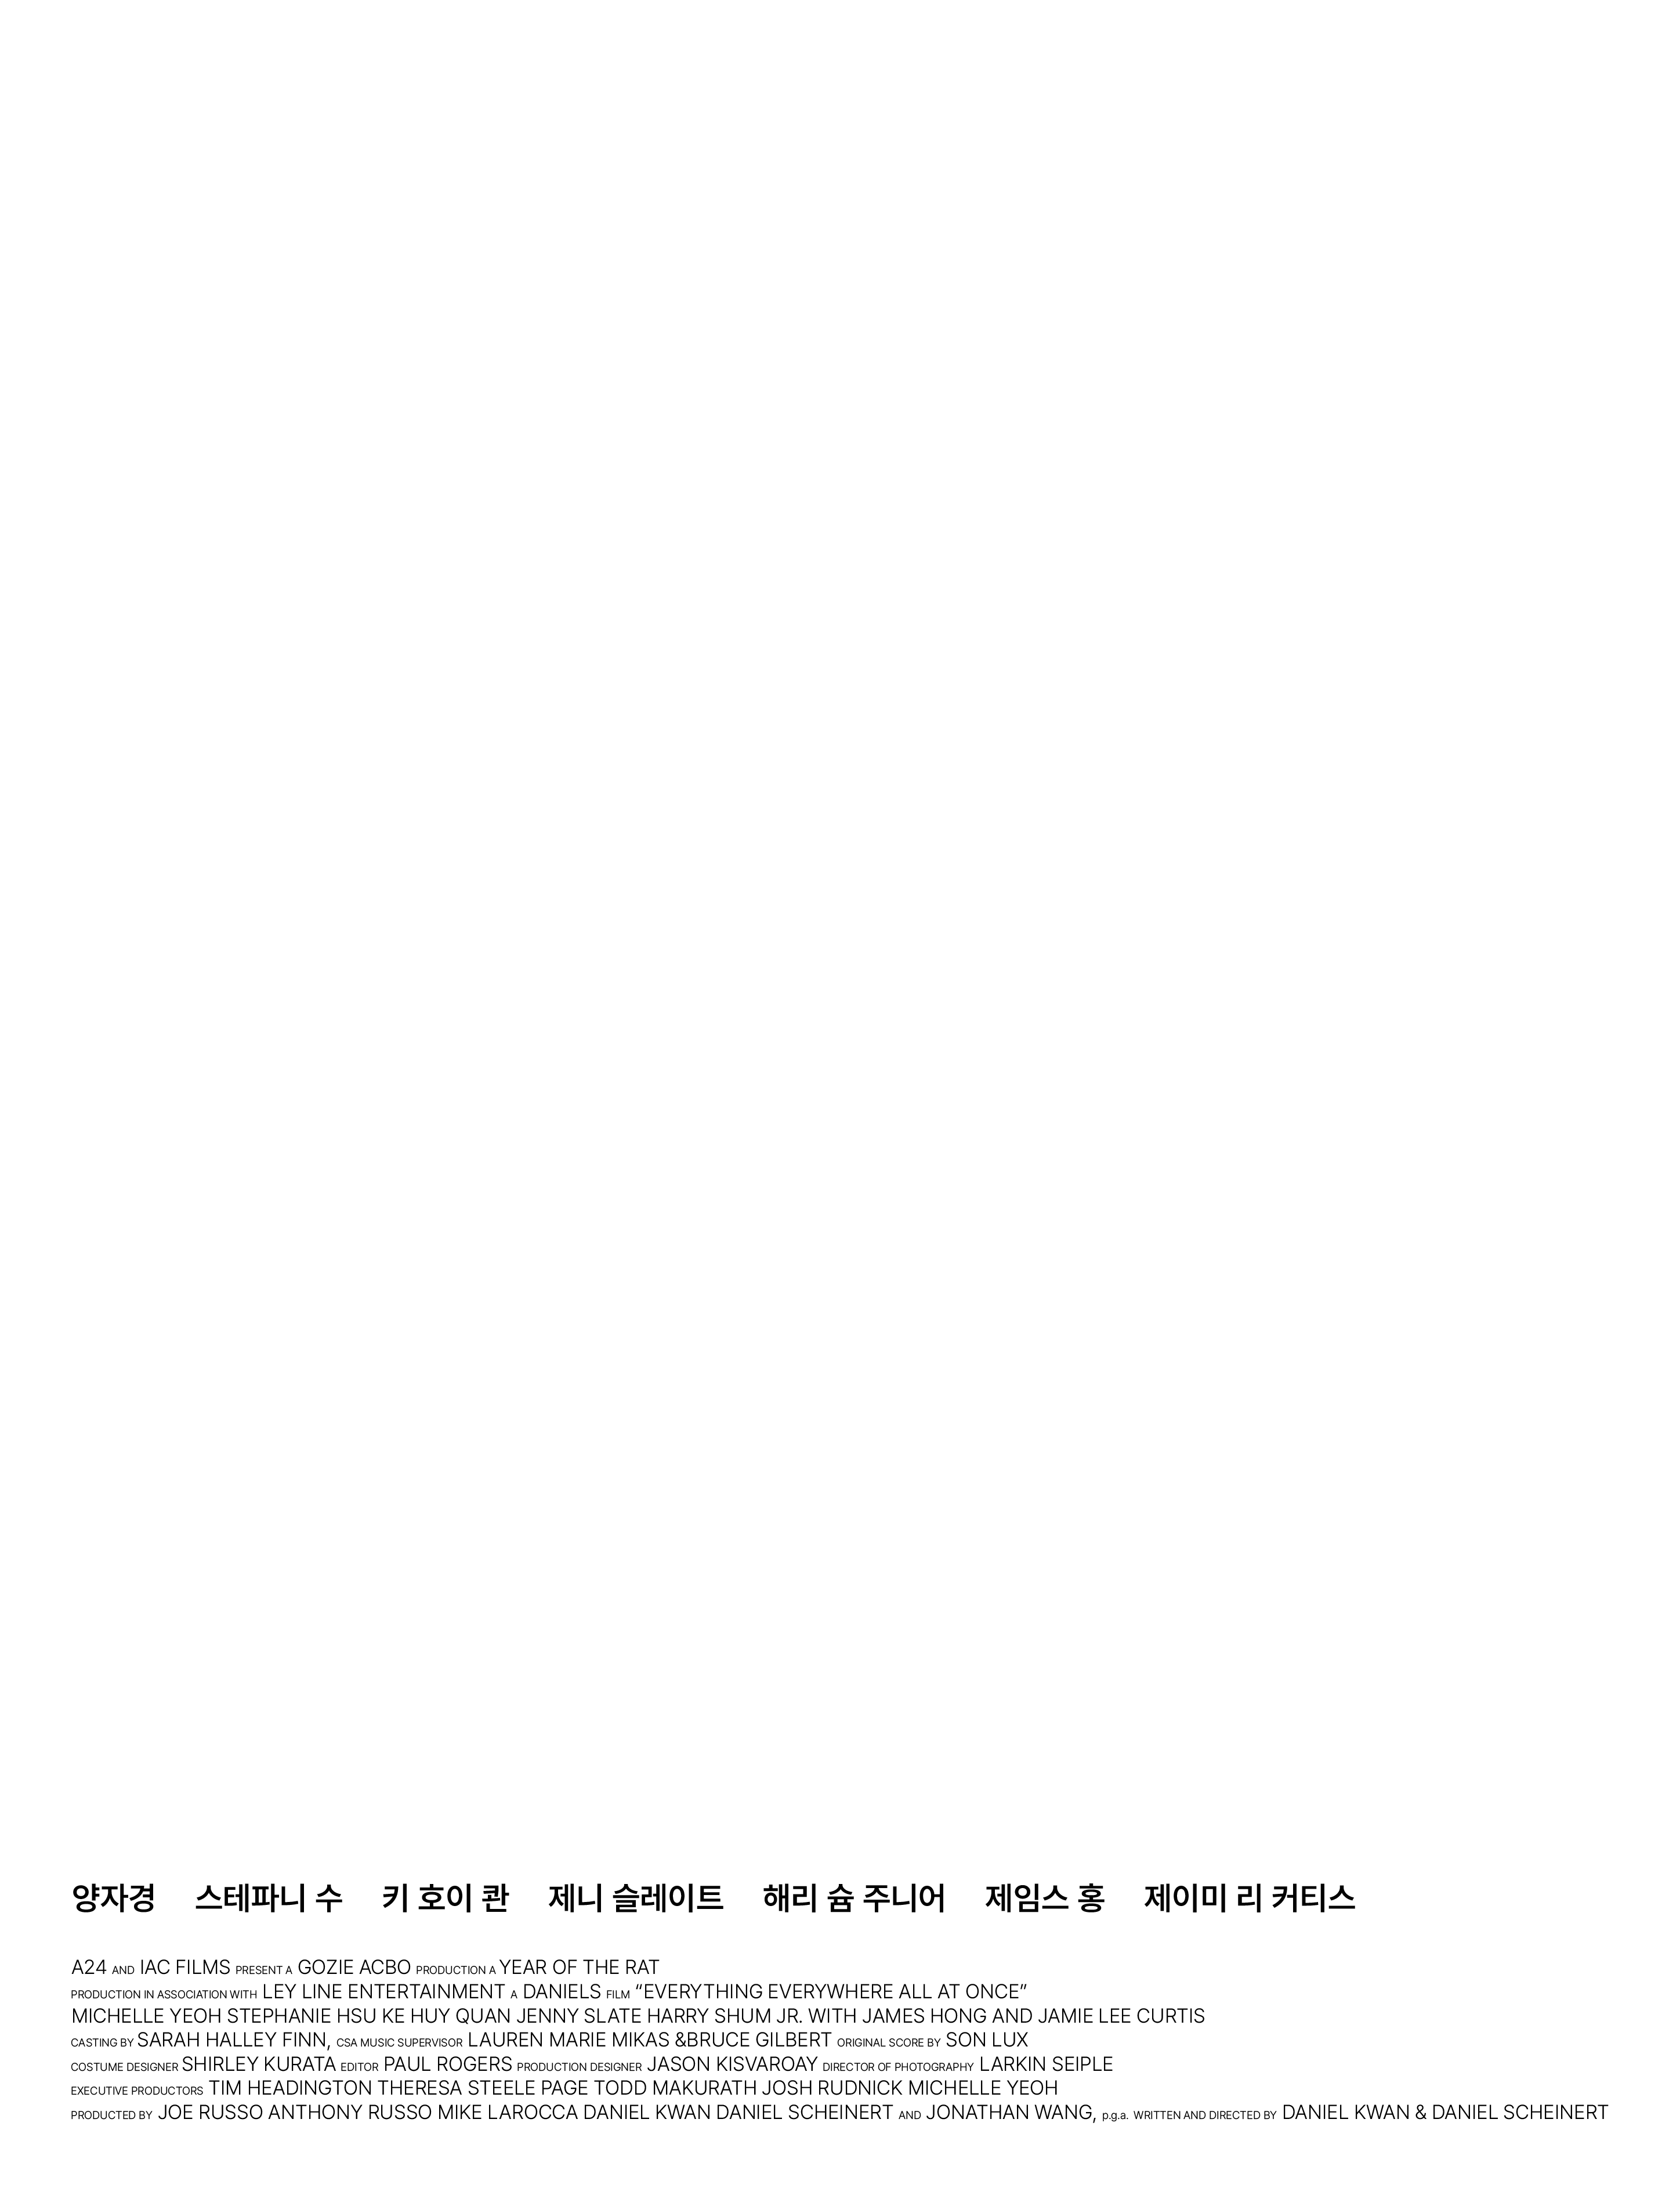 양자경 스테파니 수 키 호이 콴 제니 슬레이트 해리 슘 주니어 제임스 홍 제이미 리 커티스
A24 AND IAC FILMS PRESENT A GOZIE ACBO PRODUCTION A YEAR OF THE RAT
PRODUCTION IN ASSOCIATION WITH LEY LINE ENTERTAINMENT A DANIELS FILM “EVERYTHING EVERYWHERE ALL AT ONCE”
MICHELLE YEOH STEPHANIE HSU KE HUY QUAN JENNY SLATE HARRY SHUM JR. WITH JAMES HONG AND JAMIE LEE CURTIS
CASTING BY SARAH HALLEY FINN, CSA MUSIC SUPERVISOR LAUREN MARIE MIKAS &BRUCE GILBERT ORIGINAL SCORE BY SON LUX
COSTUME DESIGNER SHIRLEY KURATA EDITOR PAUL ROGERS PRODUCTION DESIGNER JASON KISVAROAY DIRECTOR OF PHOTOGRAPHY LARKIN SEIPLE
EXECUTIVE PRODUCTORS TIM HEADINGTON THERESA STEELE PAGE TODD MAKURATH JOSH RUDNICK MICHELLE YEOH
PRODUCTED BY JOE RUSSO ANTHONY RUSSO MIKE LAROCCA DANIEL KWAN DANIEL SCHEINERT AND JONATHAN WANG, p.g.a. WRITTEN AND DIRECTED BY DANIEL KWAN & DANIEL SCHEINERT